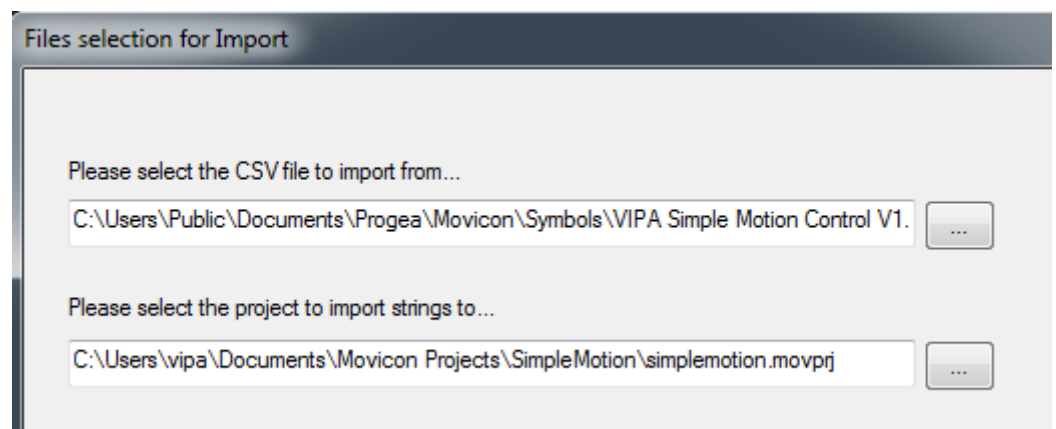 Files selection for Import
Please select the CSV file to import from...
C:\Users\Public\Documents\Progea\Movicon\Symbols\VIPA Simple Motion Control V1.
...
Please select the project to import strings to...
C:\Users\vipa\Documents\Movicon Projects\SimpleMotion\simplemotion.movprj
...